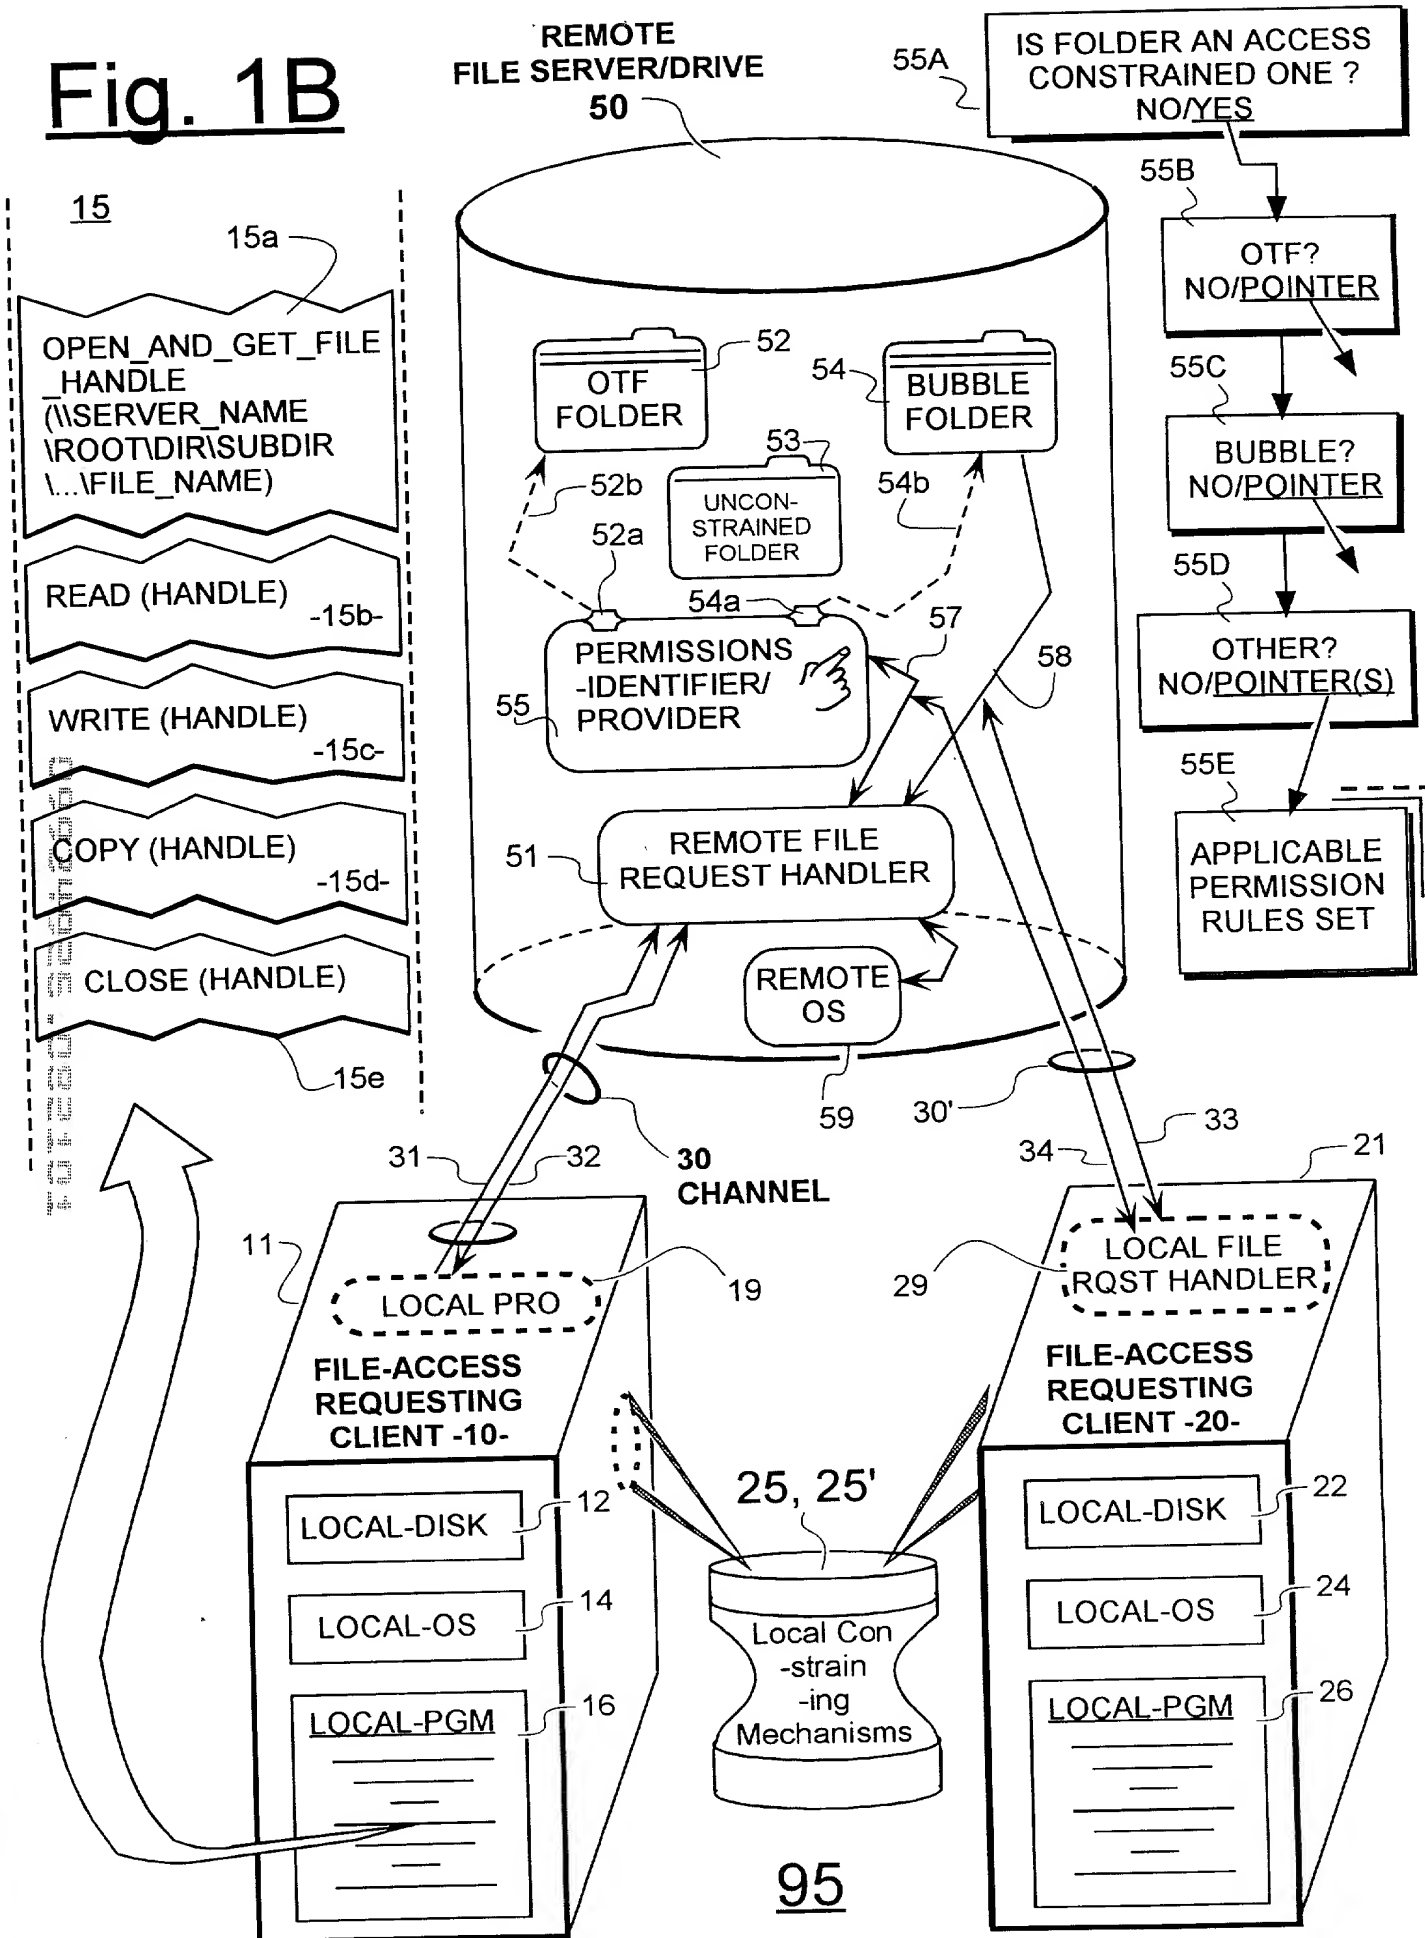 Fig. 1B
REMOTE
FILE SERVER/DRIVE
50
55A
IS FOLDER AN ACCESS
CONSTRAINED ONE ?
NO/YES
55B
OTF?
NO/POINTER
55C
BUBBLE?
NO/POINTER
55D
OTHER?
NO/POINTER(S)
55E
APPLICABLE
PERMISSION
RULES SET
15
15a
OPEN_AND_GET_FILE
_HANDLE
(\\SERVER_NAME
\ROOT\DIR\SUBDIR
\...\FILE_NAME)
READ (HANDLE)
-15b-
WRITE (HANDLE)
-15c-
COPY (HANDLE)
-15d-
CLOSE (HANDLE)
15e
OTF
FOLDER
52
54
BUBBLE
FOLDER
53
UNCON-
STRAINED
FOLDER
52b
54b
52a
54a
57
58
PERMISSIONS
-IDENTIFIER/
PROVIDER
55
51
REMOTE FILE
REQUEST HANDLER
REMOTE
OS
59
30'
31
32
30
CHANNEL
34
33
21
11
LOCAL PRO
19
29
LOCAL FILE
RQST HANDLER
FILE-ACCESS
REQUESTING
CLIENT -10-
FILE-ACCESS
REQUESTING
CLIENT -20-
LOCAL-DISK
12
LOCAL-OS
14
LOCAL-PGM
16
25, 25'
Local Con
-strain
-ing
Mechanisms
LOCAL-DISK
22
LOCAL-OS
24
LOCAL-PGM
26
95